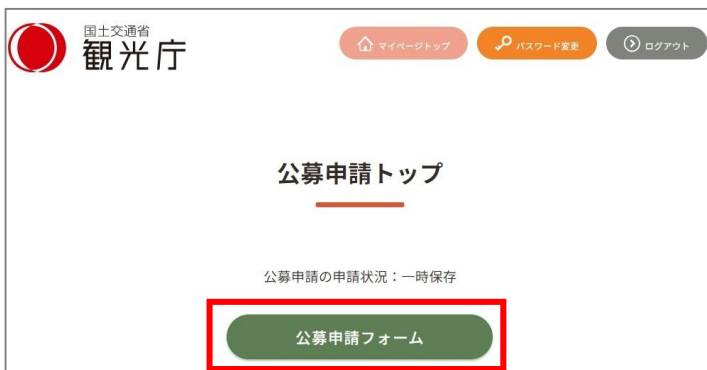 国土交通省
観光庁
マイページトップ
パスワード変更
ログアウト
公募申請トップ
公募申請の申請状況：一時保存
公募申請フォーム